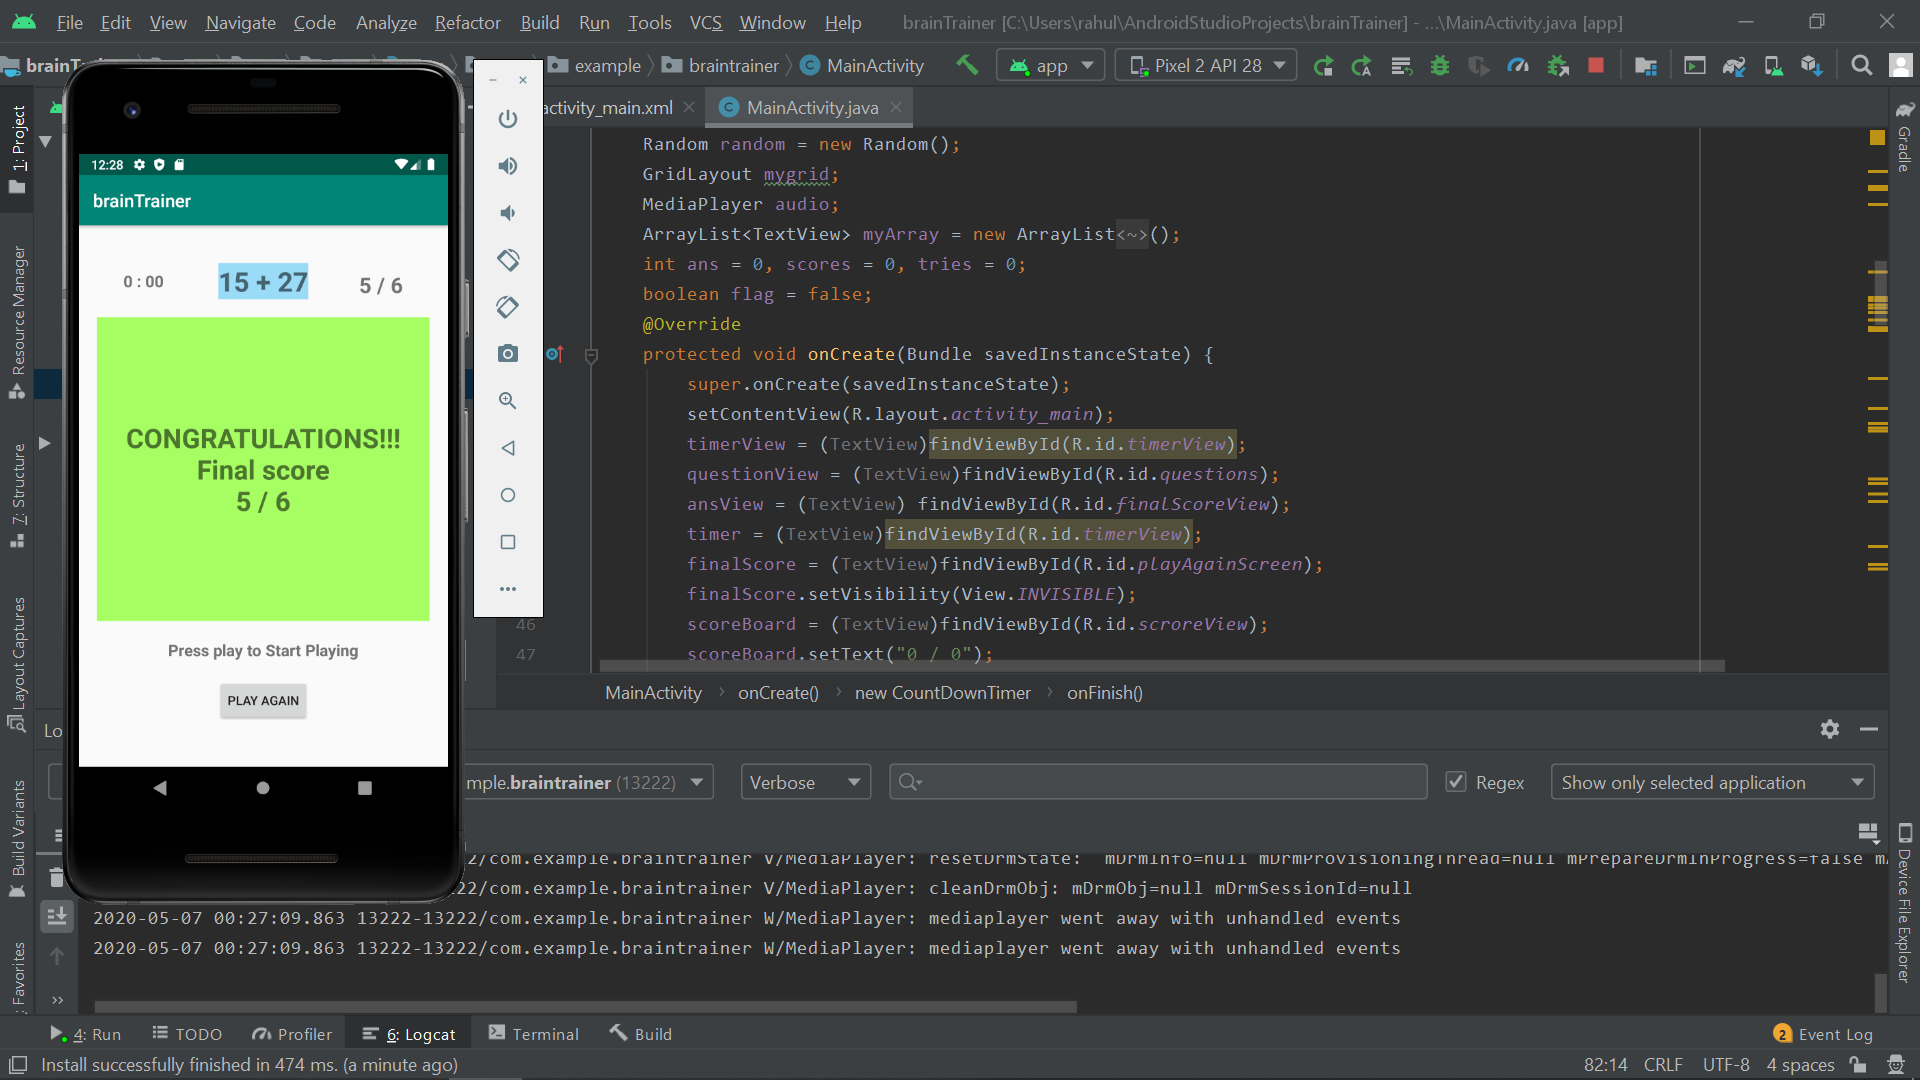 File Edit View Navigate Code Analyze Refactor Build Run Tools VCS Window Help brainTrainer [C:\Users\rahul\AndroidStudioProjects\brainTrainer] - ...\MainActivity.java [app]
example braintrainer MainActivity app Pixel 2 API 28
activity_main.xml MainActivity.java
1: Project
Resource Manager
7: Structure
Layout Captures
Build Variants
Favorites
12:28
brainTrainer
0 : 00 15 + 27 5 / 6
CONGRATULATIONS!!!
Final score
5 / 6
Press play to Start Playing
PLAY AGAIN
Random random = new Random();
GridLayout mygrid;
MediaPlayer audio;
ArrayList<TextView> myArray = new ArrayList<~>();
int ans = 0, scores = 0, tries = 0;
boolean flag = false;
@Override
protected void onCreate(Bundle savedInstanceState) {
super.onCreate(savedInstanceState);
setContentView(R.layout.activity_main);
timerView = (TextView)findViewById(R.id.timerView);
questionView = (TextView)findViewById(R.id.questions);
ansView = (TextView) findViewById(R.id.finalScoreView);
timer = (TextView)findViewById(R.id.timerView);
finalScore = (TextView)findViewById(R.id.playAgainScreen);
finalScore.setVisibility(View.INVISIBLE);
46 scoreBoard = (TextView)findViewById(R.id.scroreView);
47 scoreBoard.setText("0 / 0");
MainActivity onCreate() new CountDownTimer onFinish()
Gradle
Device File Explorer
mple.braintrainer (13222) Verbose Regex Show only selected application
2/com.example.braintrainer V/MediaPlayer: resetDrmState: mDrmInfo=null mDrmProvisioningThread=null mPrepareDrmInProgress=false
22/com.example.braintrainer V/MediaPlayer: cleanDrmObj: mDrmObj=null mDrmSessionId=null
2020-05-07 00:27:09.863 13222-13222/com.example.braintrainer W/MediaPlayer: mediaplayer went away with unhandled events
2020-05-07 00:27:09.863 13222-13222/com.example.braintrainer W/MediaPlayer: mediaplayer went away with unhandled events
4: Run TODO Profiler 6: Logcat Terminal Build 2 Event Log
Install successfully finished in 474 ms. (a minute ago) 82:14 CRLF UTF-8 4 spaces